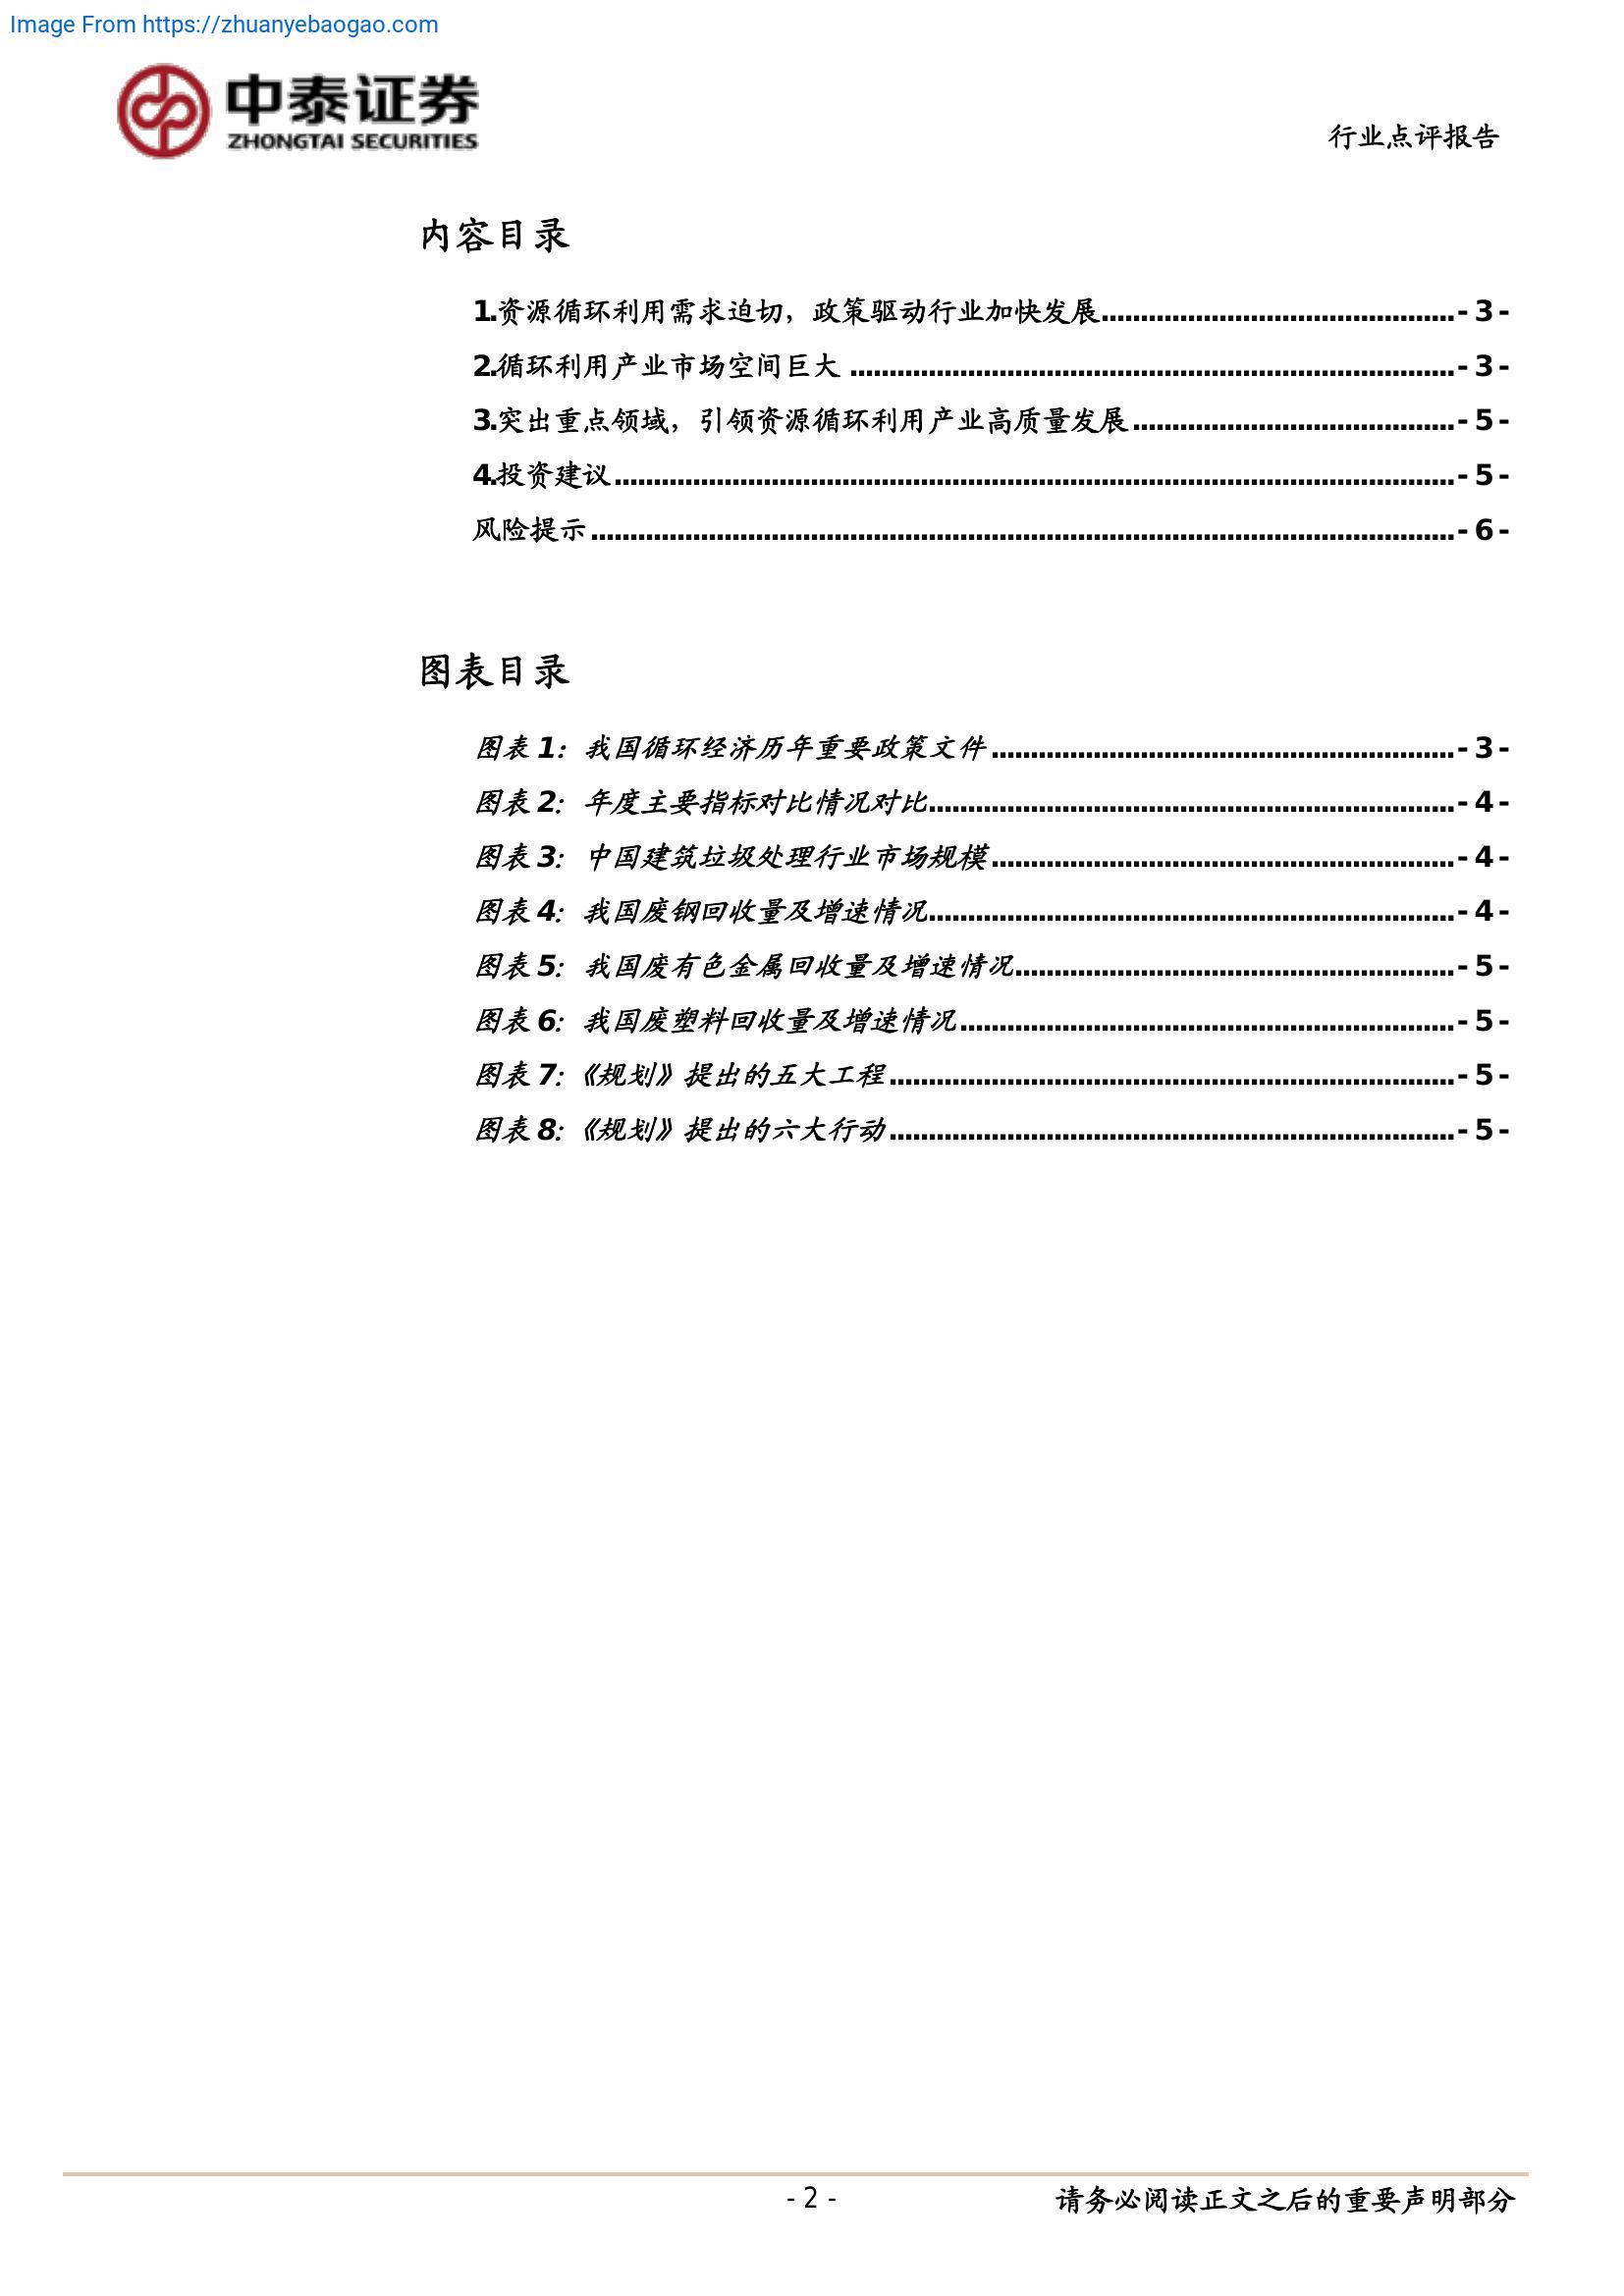 Image From https://zhuanyebaogao.com
中泰证券
ZHONGTAI SECURITIES
行业点评报告
内容目录
1.资源循环利用需求迫切，政策驱动行业加快发展.............................................- 3 -
2.循环利用产业市场空间巨大.............................................................................- 3 -
3.突出重点领域，引领资源循环利用产业高质量发展.........................................- 5 -
4.投资建议...........................................................................................................- 5 -
风险提示..............................................................................................................- 6 -
图表目录
图表 1：我国循环经济历年重要政策文件...........................................................- 3 -
图表 2：年度主要指标对比情况对比...................................................................- 4 -
图表 3：中国建筑垃圾处理行业市场规模...........................................................- 4 -
图表 4：我国废钢回收量及增速情况...................................................................- 4 -
图表 5：我国废有色金属回收量及增速情况........................................................- 5 -
图表 6：我国废塑料回收量及增速情况...............................................................- 5 -
图表 7：《规划》提出的五大工程........................................................................- 5 -
图表 8：《规划》提出的六大行动........................................................................- 5 -
- 2 -
请务必阅读正文之后的重要声明部分